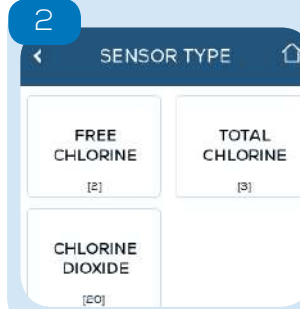 2
SENSOR TYPE
FREE
CHLORINE
[2]
TOTAL
CHLORINE
[3]
CHLORINE
DIOXIDE
[20]